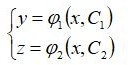 y = φ₁(x, C₁)
z = φ₂(x, C₂)